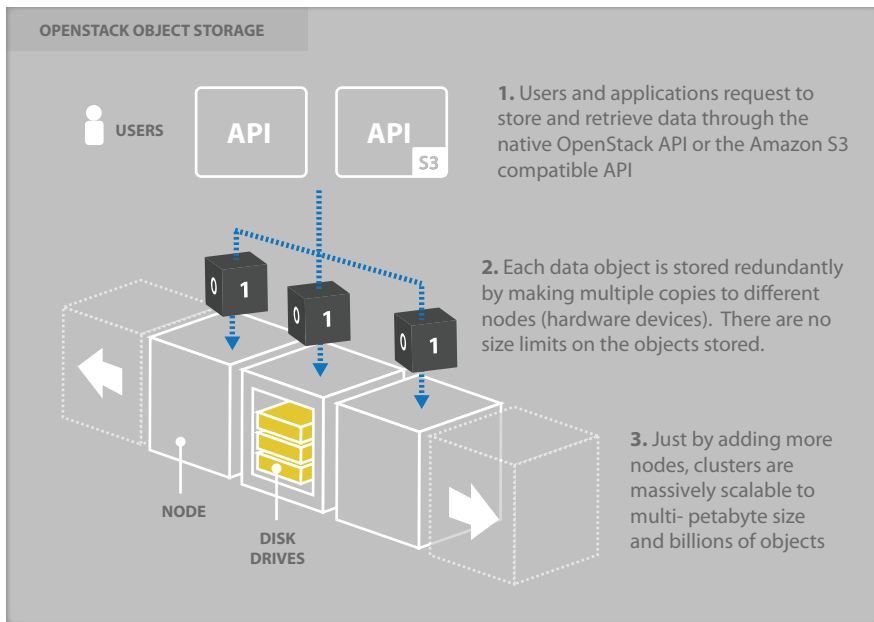 OPENSTACK OBJECT STORAGE
USERS
API
API
S3
1. Users and applications request to
store and retrieve data through the
native OpenStack API or the Amazon S3
compatible API
0 1
0 1
0 1
2. Each data object is stored redundantly
by making multiple copies to different
nodes (hardware devices).  There are no
size limits on the objects stored.
3. Just by adding more
nodes, clusters are
massively scalable to
multi- petabyte size
and billions of objects
NODE
DISK
DRIVES